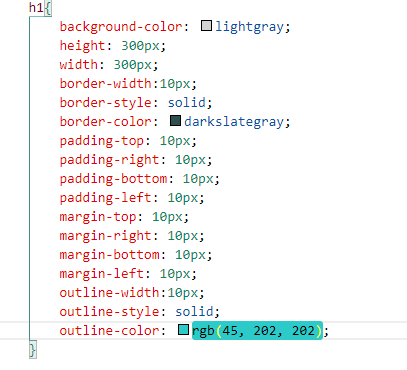 h1{
background-color: lightgray;
height: 300px;
width: 300px;
border-width:10px;
border-style: solid;
border-color: darkslategray;
padding-top: 10px;
padding-right: 10px;
padding-bottom: 10px;
padding-left: 10px;
margin-top: 10px;
margin-right: 10px;
margin-bottom: 10px;
margin-left: 10px;
outline-width:10px;
outline-style: solid;
outline-color: rgb(45, 202, 202);
}